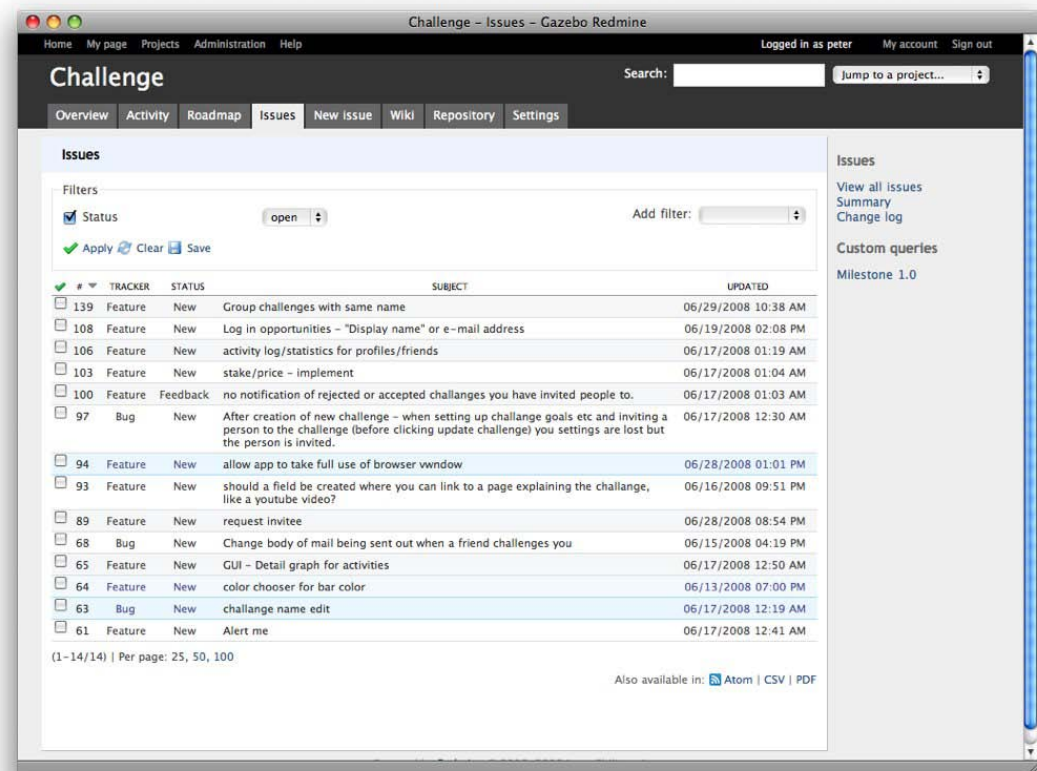 Challenge – Issues – Gazebo Redmine
Home My page Projects Administration Help Logged in as peter My account Sign out
Challenge Search: Jump to a project...
Overview Activity Roadmap Issues New issue Wiki Repository Settings
Issues
Filters
Status open Add filter:
Apply Clear Save
# TRACKER STATUS SUBJECT UPDATED
139 Feature New Group challenges with same name 06/29/2008 10:38 AM
108 Feature New Log in opportunities – "Display name" or e-mail address 06/19/2008 02:08 PM
106 Feature New activity log/statistics for profiles/friends 06/17/2008 01:19 AM
103 Feature New stake/price – implement 06/17/2008 01:04 AM
100 Feature Feedback no notification of rejected or accepted challanges you have invited people to. 06/17/2008 01:03 AM
97 Bug New After creation of new challenge – when setting up challange goals etc and inviting a 06/17/2008 12:30 AM
person to the challenge (before clicking update challenge) you settings are lost but
the person is invited.
94 Feature New allow app to take full use of browser vwndow 06/28/2008 01:01 PM
93 Feature New should a field be created where you can link to a page explaining the challange, 06/16/2008 09:51 PM
like a youtube video?
89 Feature New request invitee 06/28/2008 08:54 PM
68 Bug New Change body of mail being sent out when a friend challenges you 06/15/2008 04:19 PM
65 Feature New GUI – Detail graph for activities 06/17/2008 12:50 AM
64 Feature New color chooser for bar color 06/13/2008 07:00 PM
63 Bug New challange name edit 06/17/2008 12:19 AM
61 Feature New Alert me 06/17/2008 12:41 AM
(1-14/14) | Per page: 25, 50, 100
Also available in: Atom | CSV | PDF
Issues
View all issues
Summary
Change log
Custom queries
Milestone 1.0